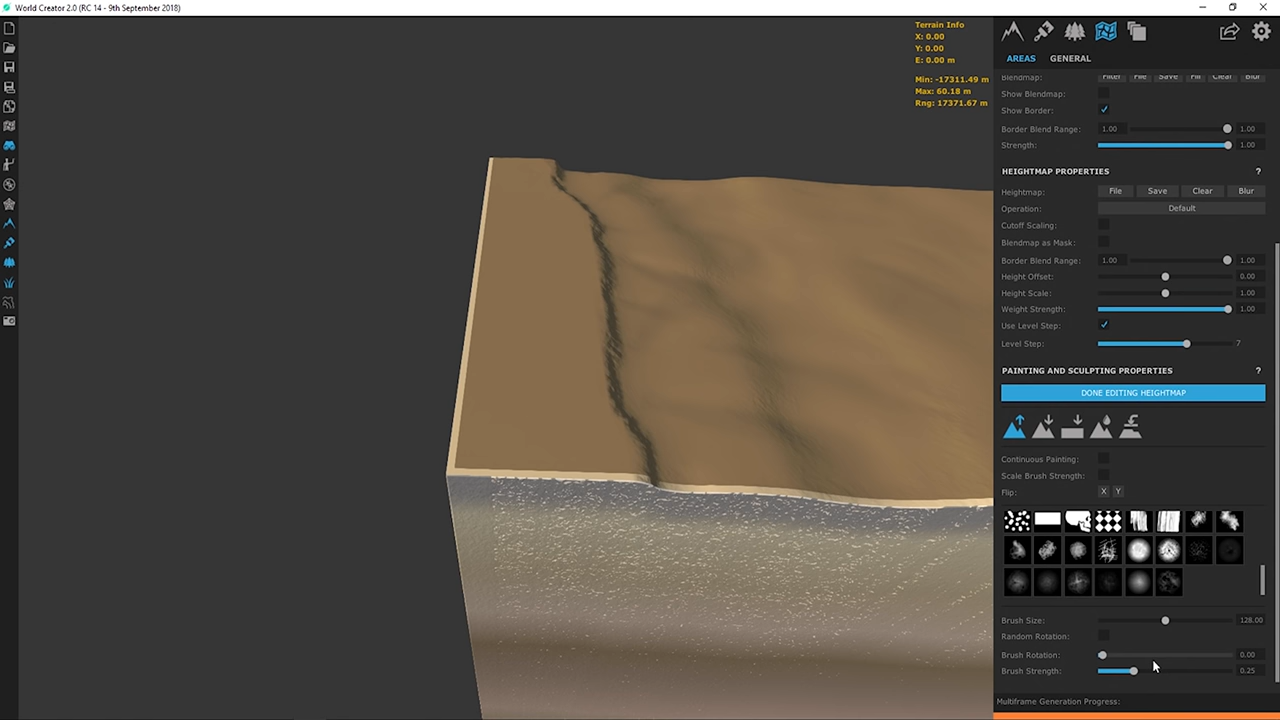 World Creator 2.0 (RC 14 - 9th September 2018)
Terrain Info
X: 0.00
Y: 0.00
E: 0.00 m
Min: -17311.49 m
Max: 60.18 m
Rng: 17371.67 m
AREAS GENERAL
Blendmap: Filter File Save Fill Clear Blur
Show Blendmap:
Show Border:
Border Blend Range: 1.00 1.00
Strength: 1.00
HEIGHTMAP PROPERTIES ?
Heightmap: File Save Clear Blur
Operation: Default
Cutoff Scaling:
Blendmap as Mask:
Border Blend Range: 1.00 1.00
Height Offset: 0.00
Height Scale: 1.00
Weight Strength: 1.00
Use Level Step:
Level Step: 7
PAINTING AND SCULPTING PROPERTIES ?
DONE EDITING HEIGHTMAP
Continuous Painting:
Scale Brush Strength:
Flip: X Y
Brush Size: 128.00
Random Rotation:
Brush Rotation: 0.00
Brush Strength: 0.25
Multiframe Generation Progress: